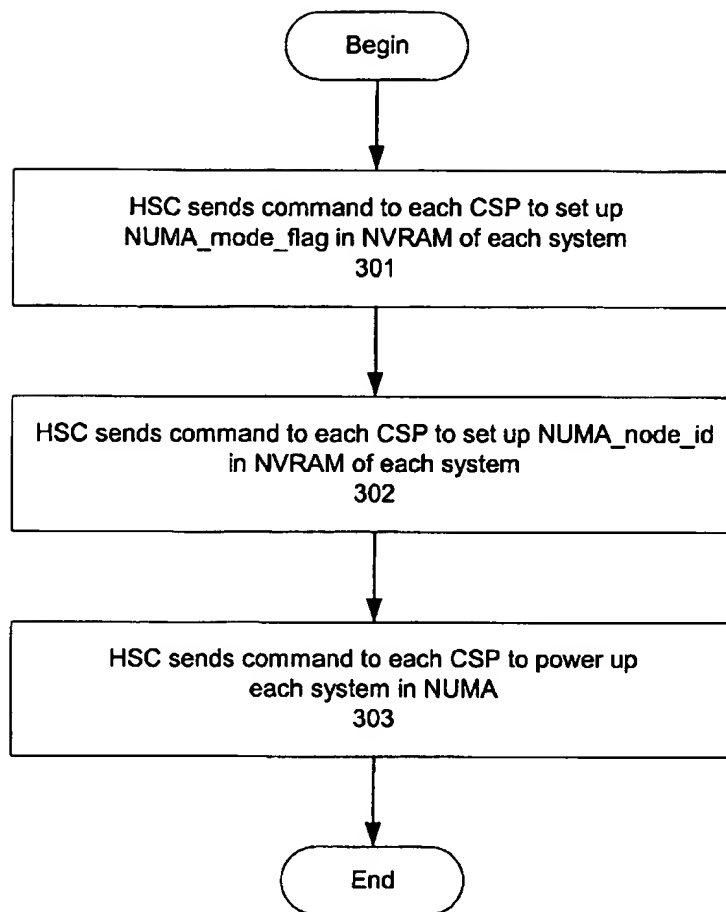 Begin
HSC sends command to each CSP to set up
NUMA_mode_flag in NVRAM of each system
301
HSC sends command to each CSP to set up NUMA_node_id
in NVRAM of each system
302
HSC sends command to each CSP to power up
each system in NUMA
303
End